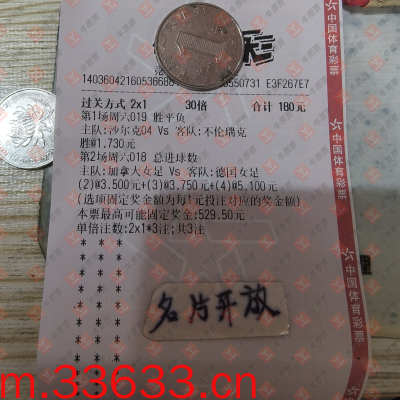 中国体育彩票
过关方式 2x1 30倍 合计 180元
第1场周六019 胜平负
主队:沙尔克04 Vs 客队:不伦瑞克
胜@1.730元
第2场周六018 总进球数
主队:加拿大女足 Vs 客队:德国女足
(2)@3.500元+(3)@3.750元+(4)@5.100元
(选项固定奖金额为每1元投注对应的奖金额)
本票最高可能固定奖金:529.50元
单倍注数:2x1*3注;共3注
中国体育彩票
名片开放
m.33633.cn